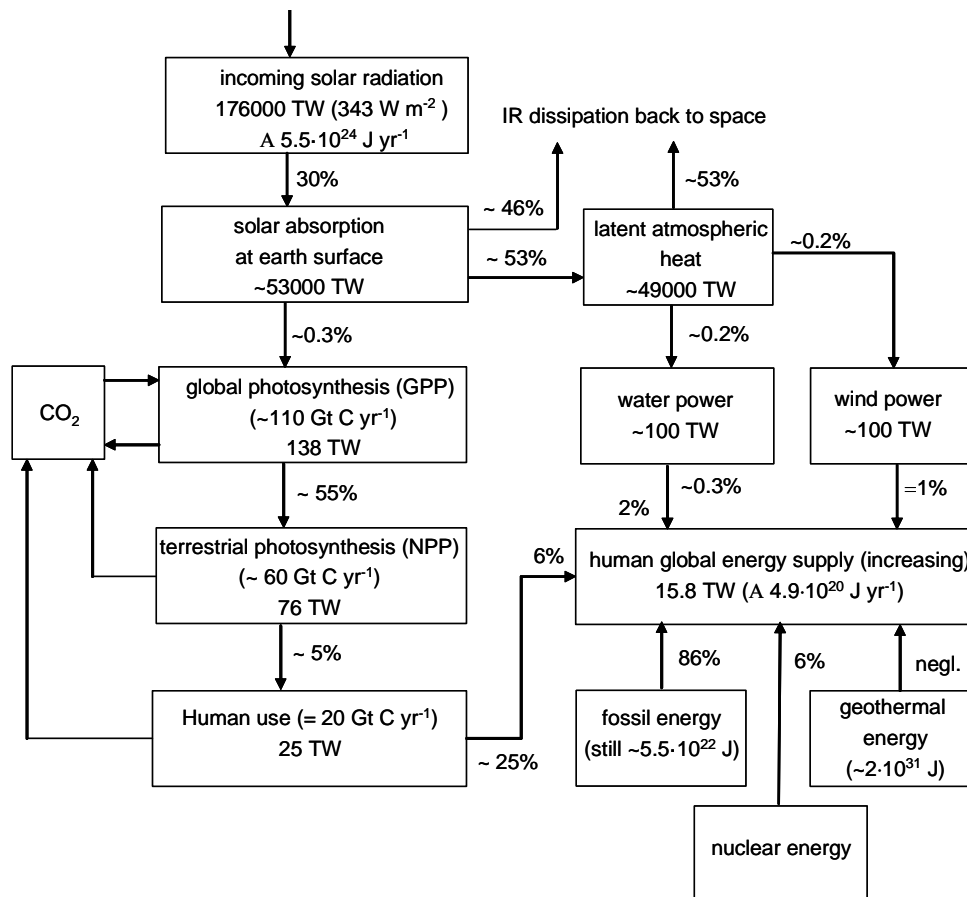 incoming solar radiation
176000 TW (343 W m⁻² )
A 5.5·10²⁴ J yr⁻¹
30%
IR dissipation back to space
~ 46%
~53%
solar absorption
at earth surface
~53000 TW
~ 53%
latent atmospheric
heat
~49000 TW
~0.2%
~0.3%
~0.2%
CO₂
global photosynthesis (GPP)
(~110 Gt C yr⁻¹)
138 TW
water power
~100 TW
wind power
~100 TW
~ 55%
2%
~0.3%
=1%
terrestrial photosynthesis (NPP)
(~ 60 Gt C yr⁻¹)
76 TW
6%
human global energy supply (increasing)
15.8 TW (A 4.9·10²⁰ J yr⁻¹)
~ 5%
86%
6%
negl.
Human use (= 20 Gt C yr⁻¹)
25 TW
~ 25%
fossil energy
(still ~5.5·10²² J)
geothermal
energy
(~2·10³¹ J)
nuclear energy